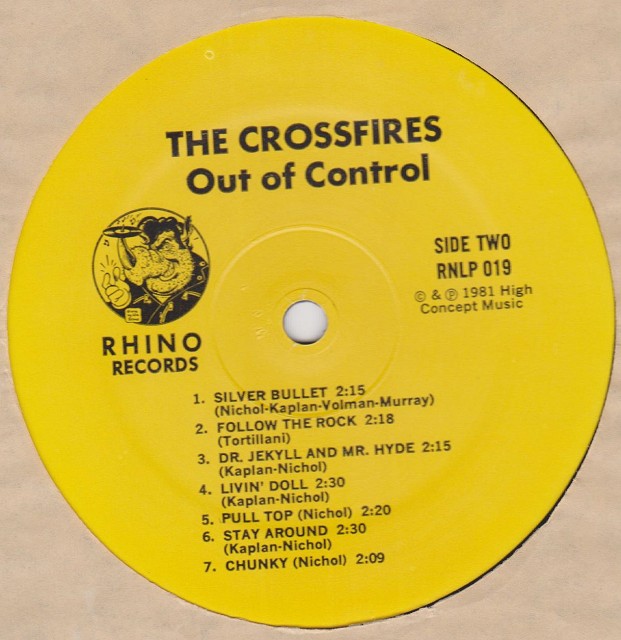 THE CROSSFIRES
Out of Control
SIDE TWO
RNLP 019
© & ℗ 1981 High
Concept Music
RHINO
RECORDS
1. SILVER BULLET 2:15
(Nichol-Kaplan-Volman-Murray)
2. FOLLOW THE ROCK 2:18
(Tortillani)
3. DR. JEKYLL AND MR. HYDE 2:15
(Kaplan-Nichol)
4. LIVIN' DOLL 2:30
(Kaplan-Nichol)
5. PULL TOP (Nichol) 2:20
6. STAY AROUND 2:30
(Kaplan-Nichol)
7. CHUNKY (Nichol) 2:09